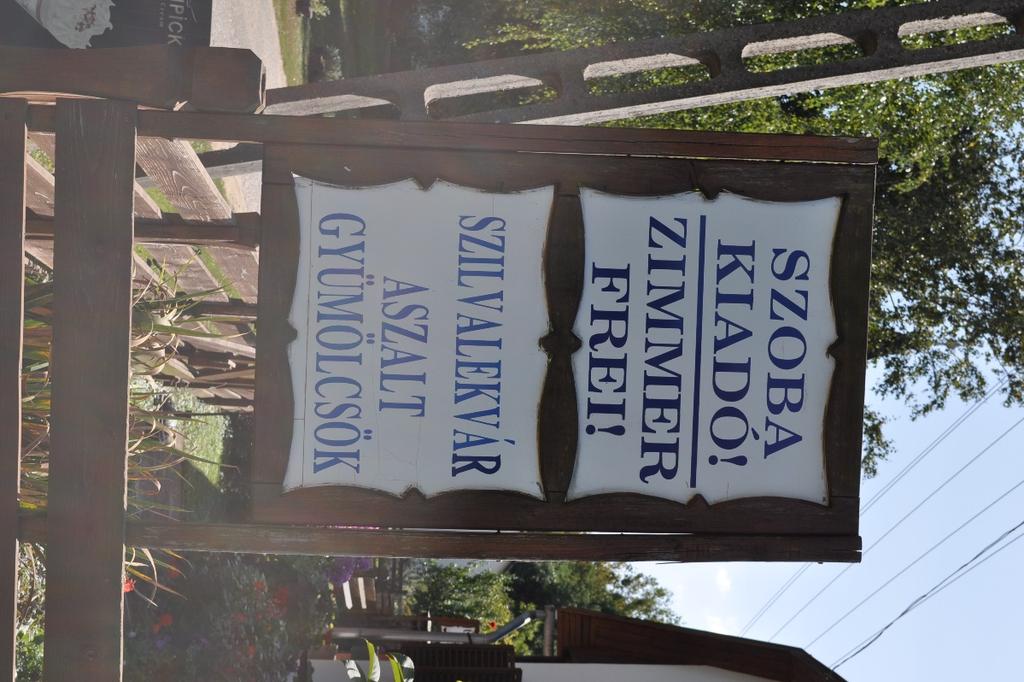 SZOBA
KIADÓ!
ZIMMER
FREI!
SZILVALEKVÁR
ASZALT
GYÜMÖLCSÖK